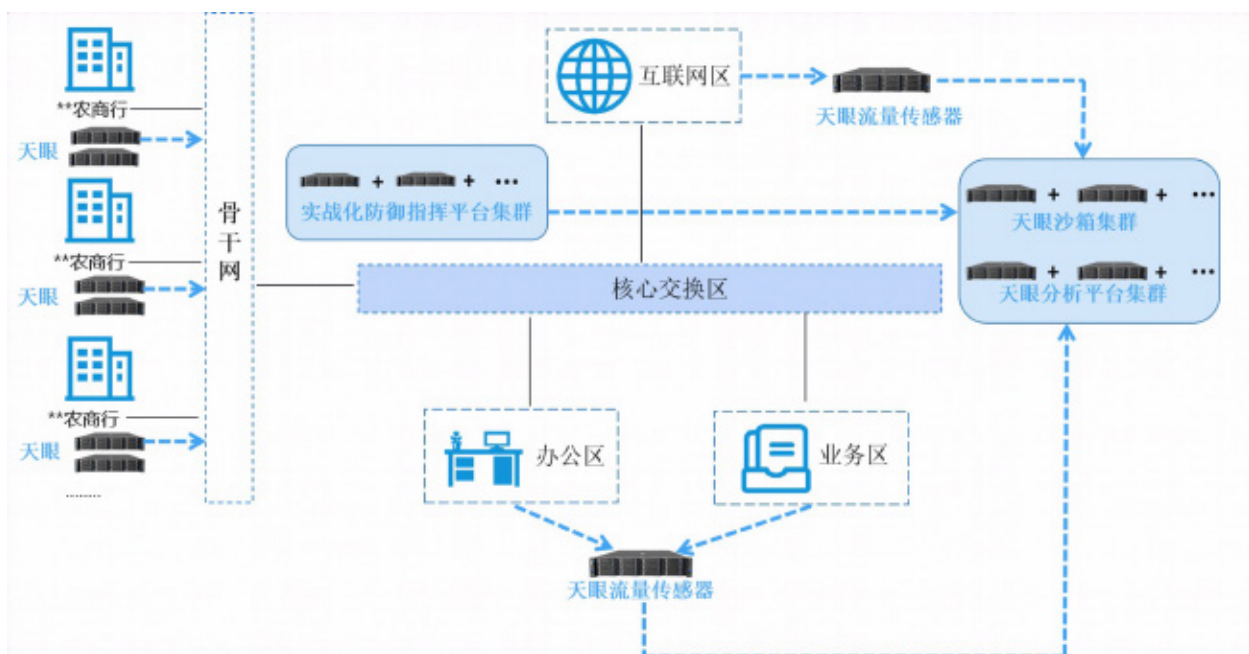 **农商行
天眼
**农商行
天眼
**农商行
天眼
.........
骨干网
互联网区
天眼流量传感器
+ + ...
实战化防御指挥平台集群
+ + ...
天眼沙箱集群
+ + ...
天眼分析平台集群
核心交换区
办公区
业务区
天眼流量传感器